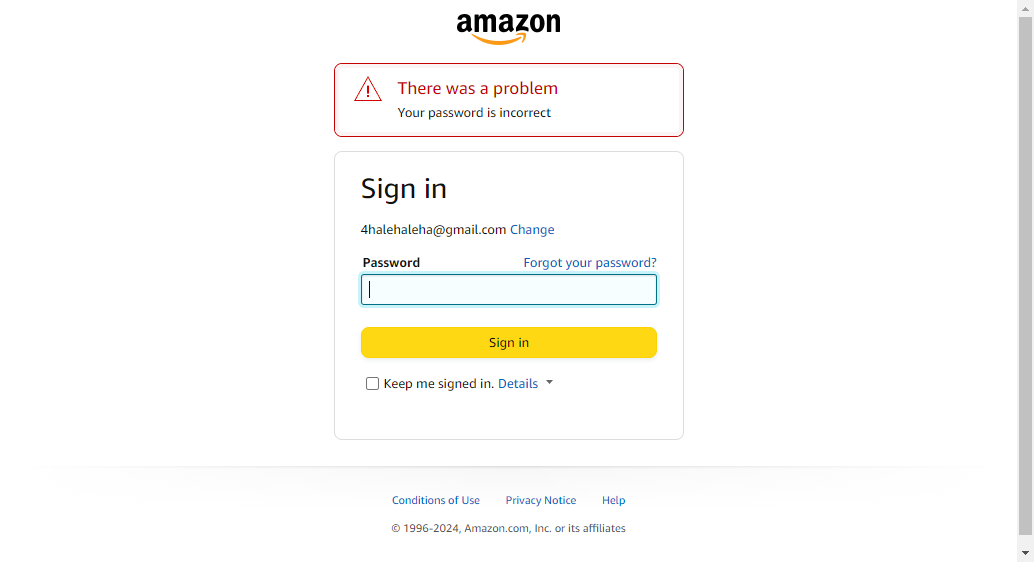 amazon
There was a problem
Your password is incorrect
Sign in
4halehaleha@gmail.com Change
Password Forgot your password?
Sign in
Keep me signed in. Details
Conditions of Use Privacy Notice Help
© 1996-2024, Amazon.com, Inc. or its affiliates